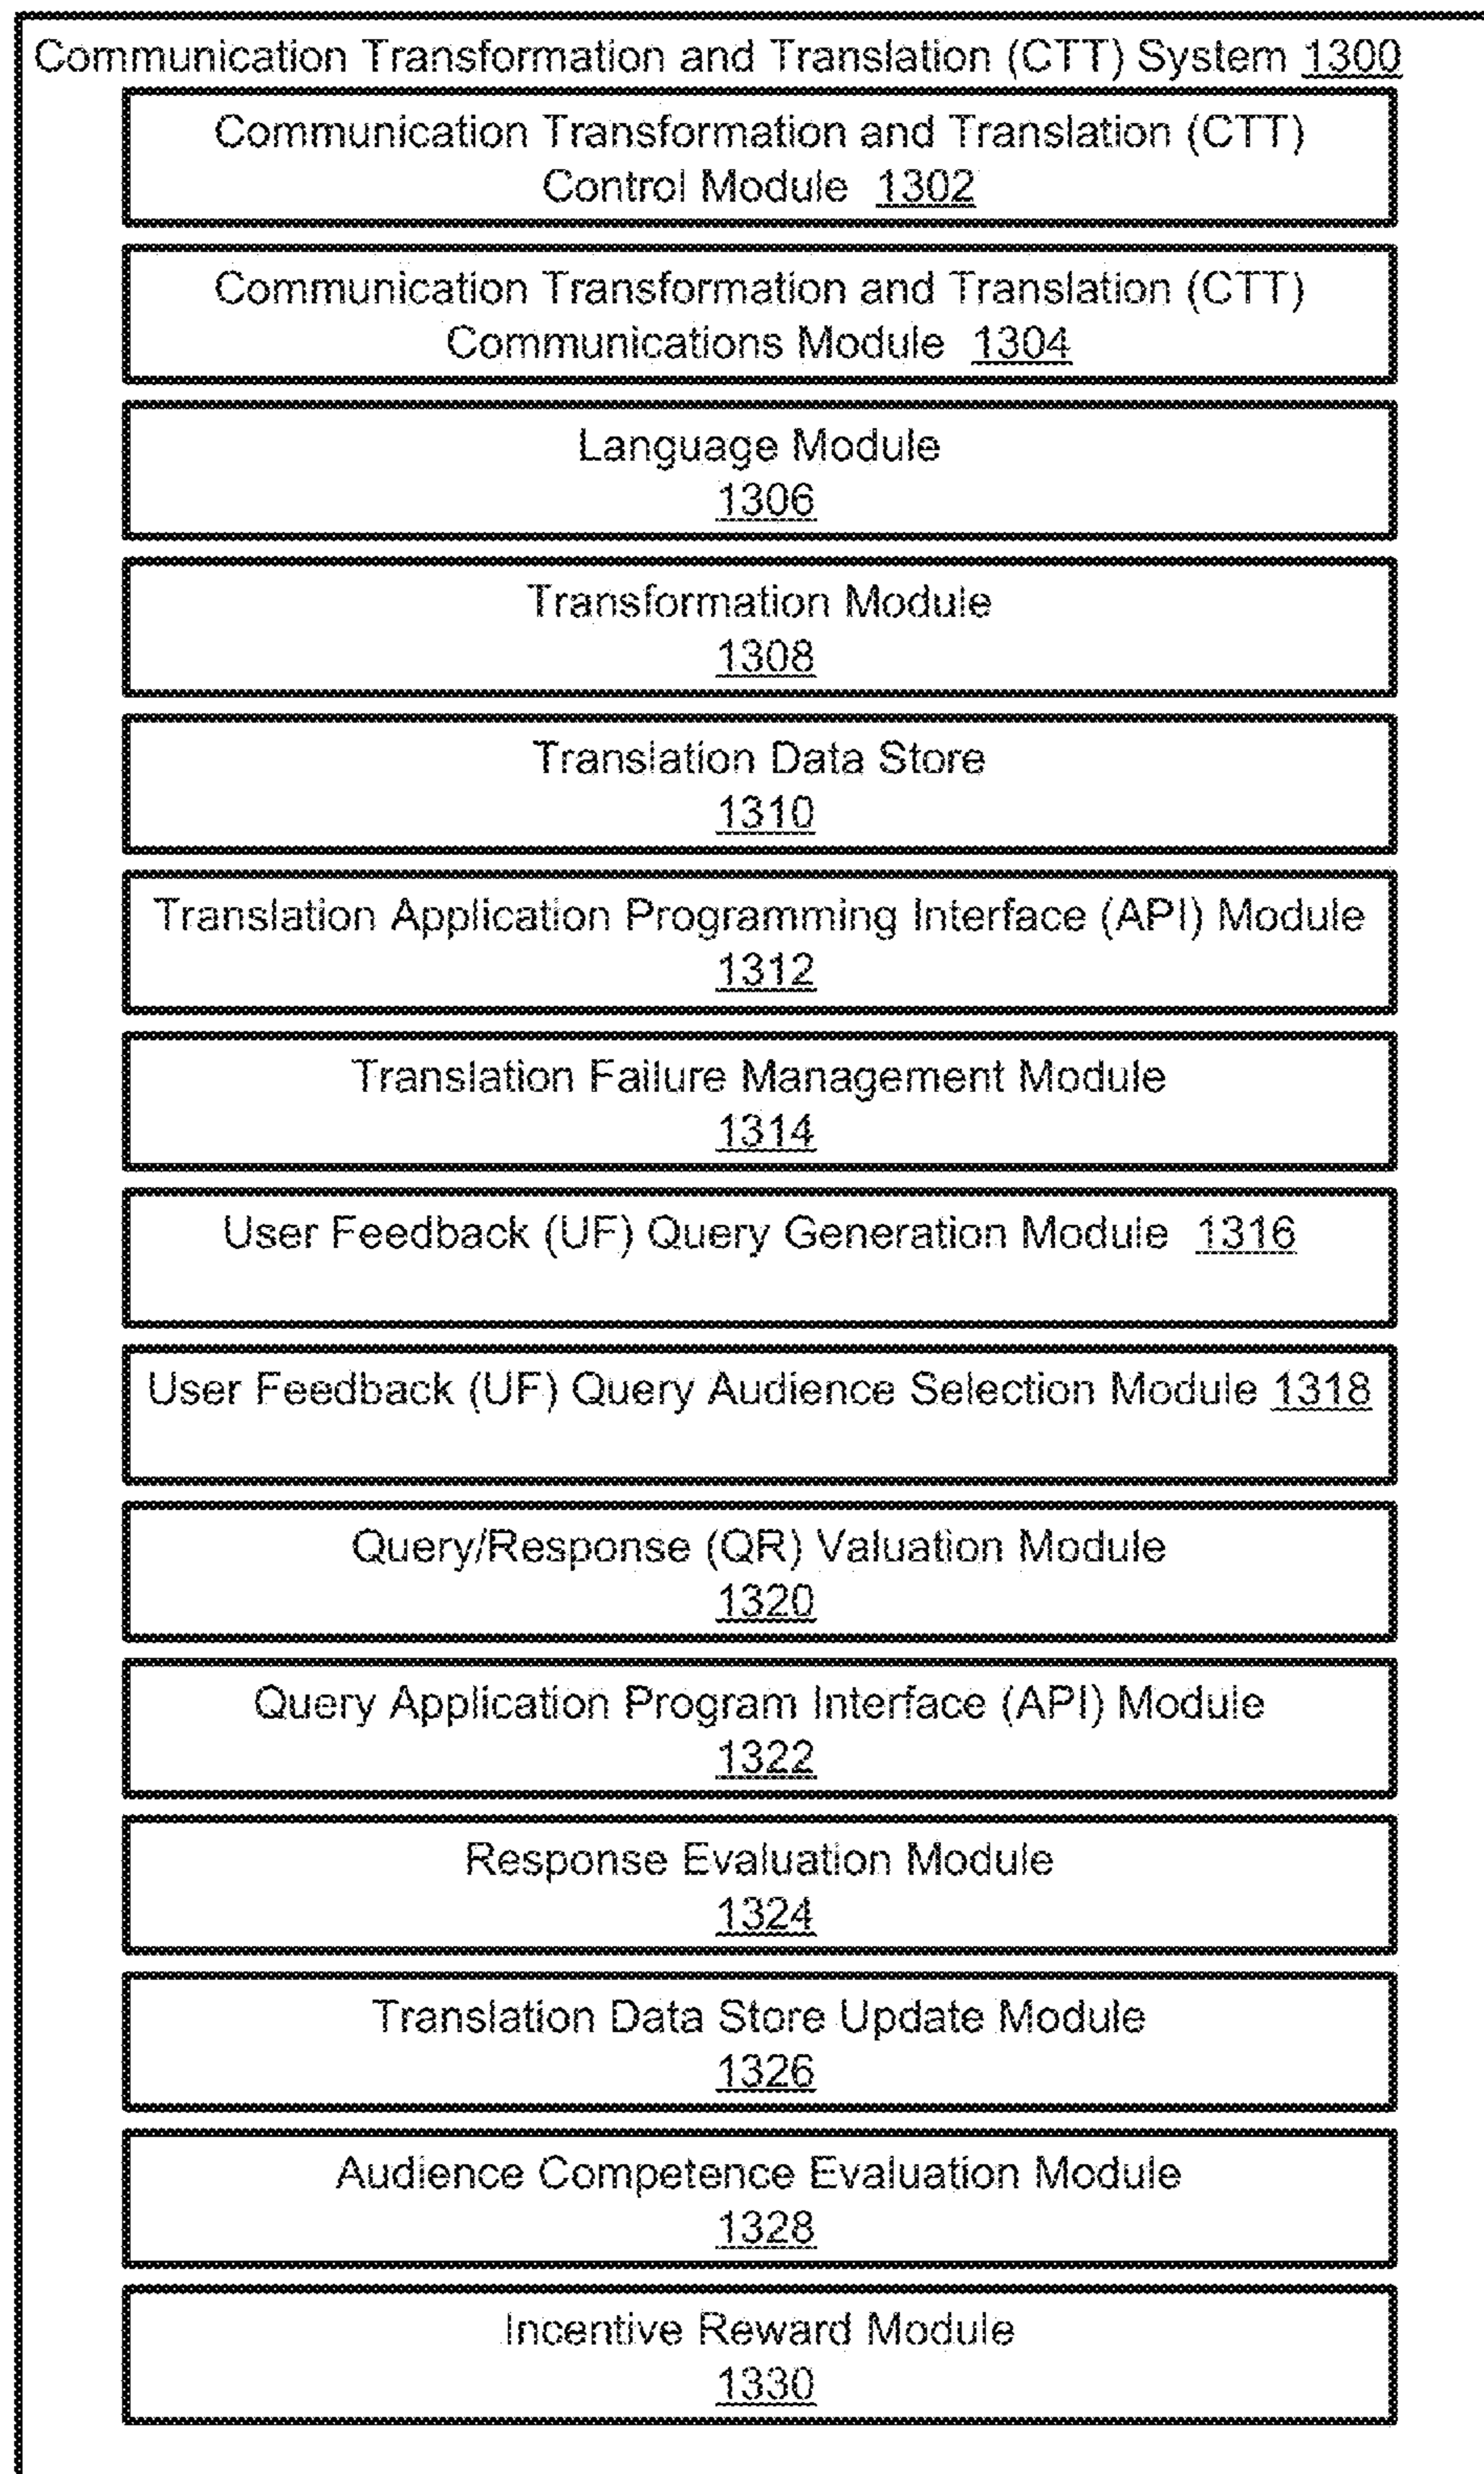 Communication Transformation and Translation (CTT) System 1300
Communication Transformation and Translation (CTT)
Control Module 1302
Communication Transformation and Translation (CTT)
Communications Module 1304
Language Module
1306
Transformation Module
1308
Translation Data Store
1310
Translation Application Programming Interface (API) Module
1312
Translation Failure Management Module
1314
User Feedback (UF) Query Generation Module 1316
User Feedback (UF) Query Audience Selection Module 1318
Query/Response (QR) Valuation Module
1320
Query Application Program Interface (API) Module
1322
Response Evaluation Module
1324
Translation Data Store Update Module
1326
Audience Competence Evaluation Module
1328
Incentive Reward Module
1330